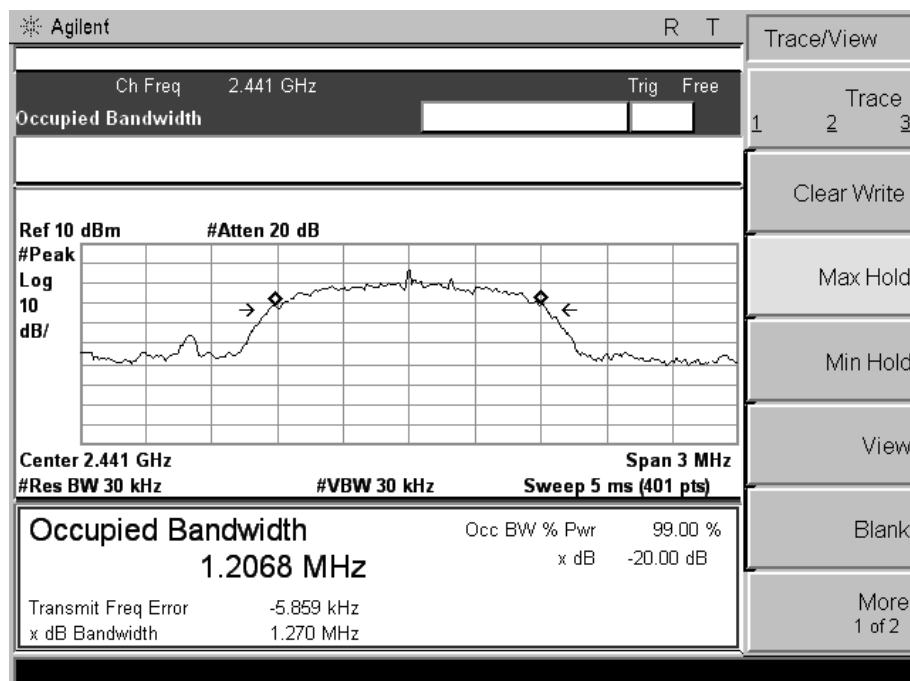 Agilent
R T
Ch Freq 2.441 GHz Trig Free
Occupied Bandwidth
Ref 10 dBm #Atten 20 dB
#Peak
Log
10
dB/
Center 2.441 GHz Span 3 MHz
#Res BW 30 kHz #VBW 30 kHz Sweep 5 ms (401 pts)
Occupied Bandwidth
1.2068 MHz
Occ BW % Pwr 99.00 %
x dB -20.00 dB
Transmit Freq Error -5.859 kHz
x dB Bandwidth 1.270 MHz
Trace/View
Trace
1 2 3
Clear Write
Max Hold
Min Hold
View
Blank
More
1 of 2